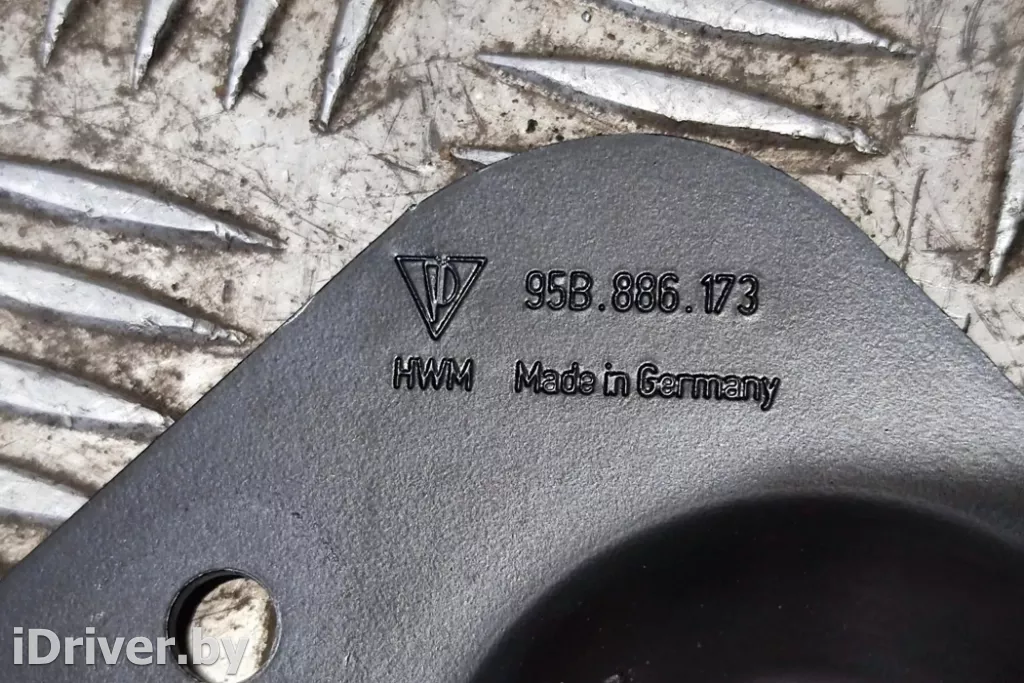 95B.886.173
HWM Made in Germany
iDriver.by